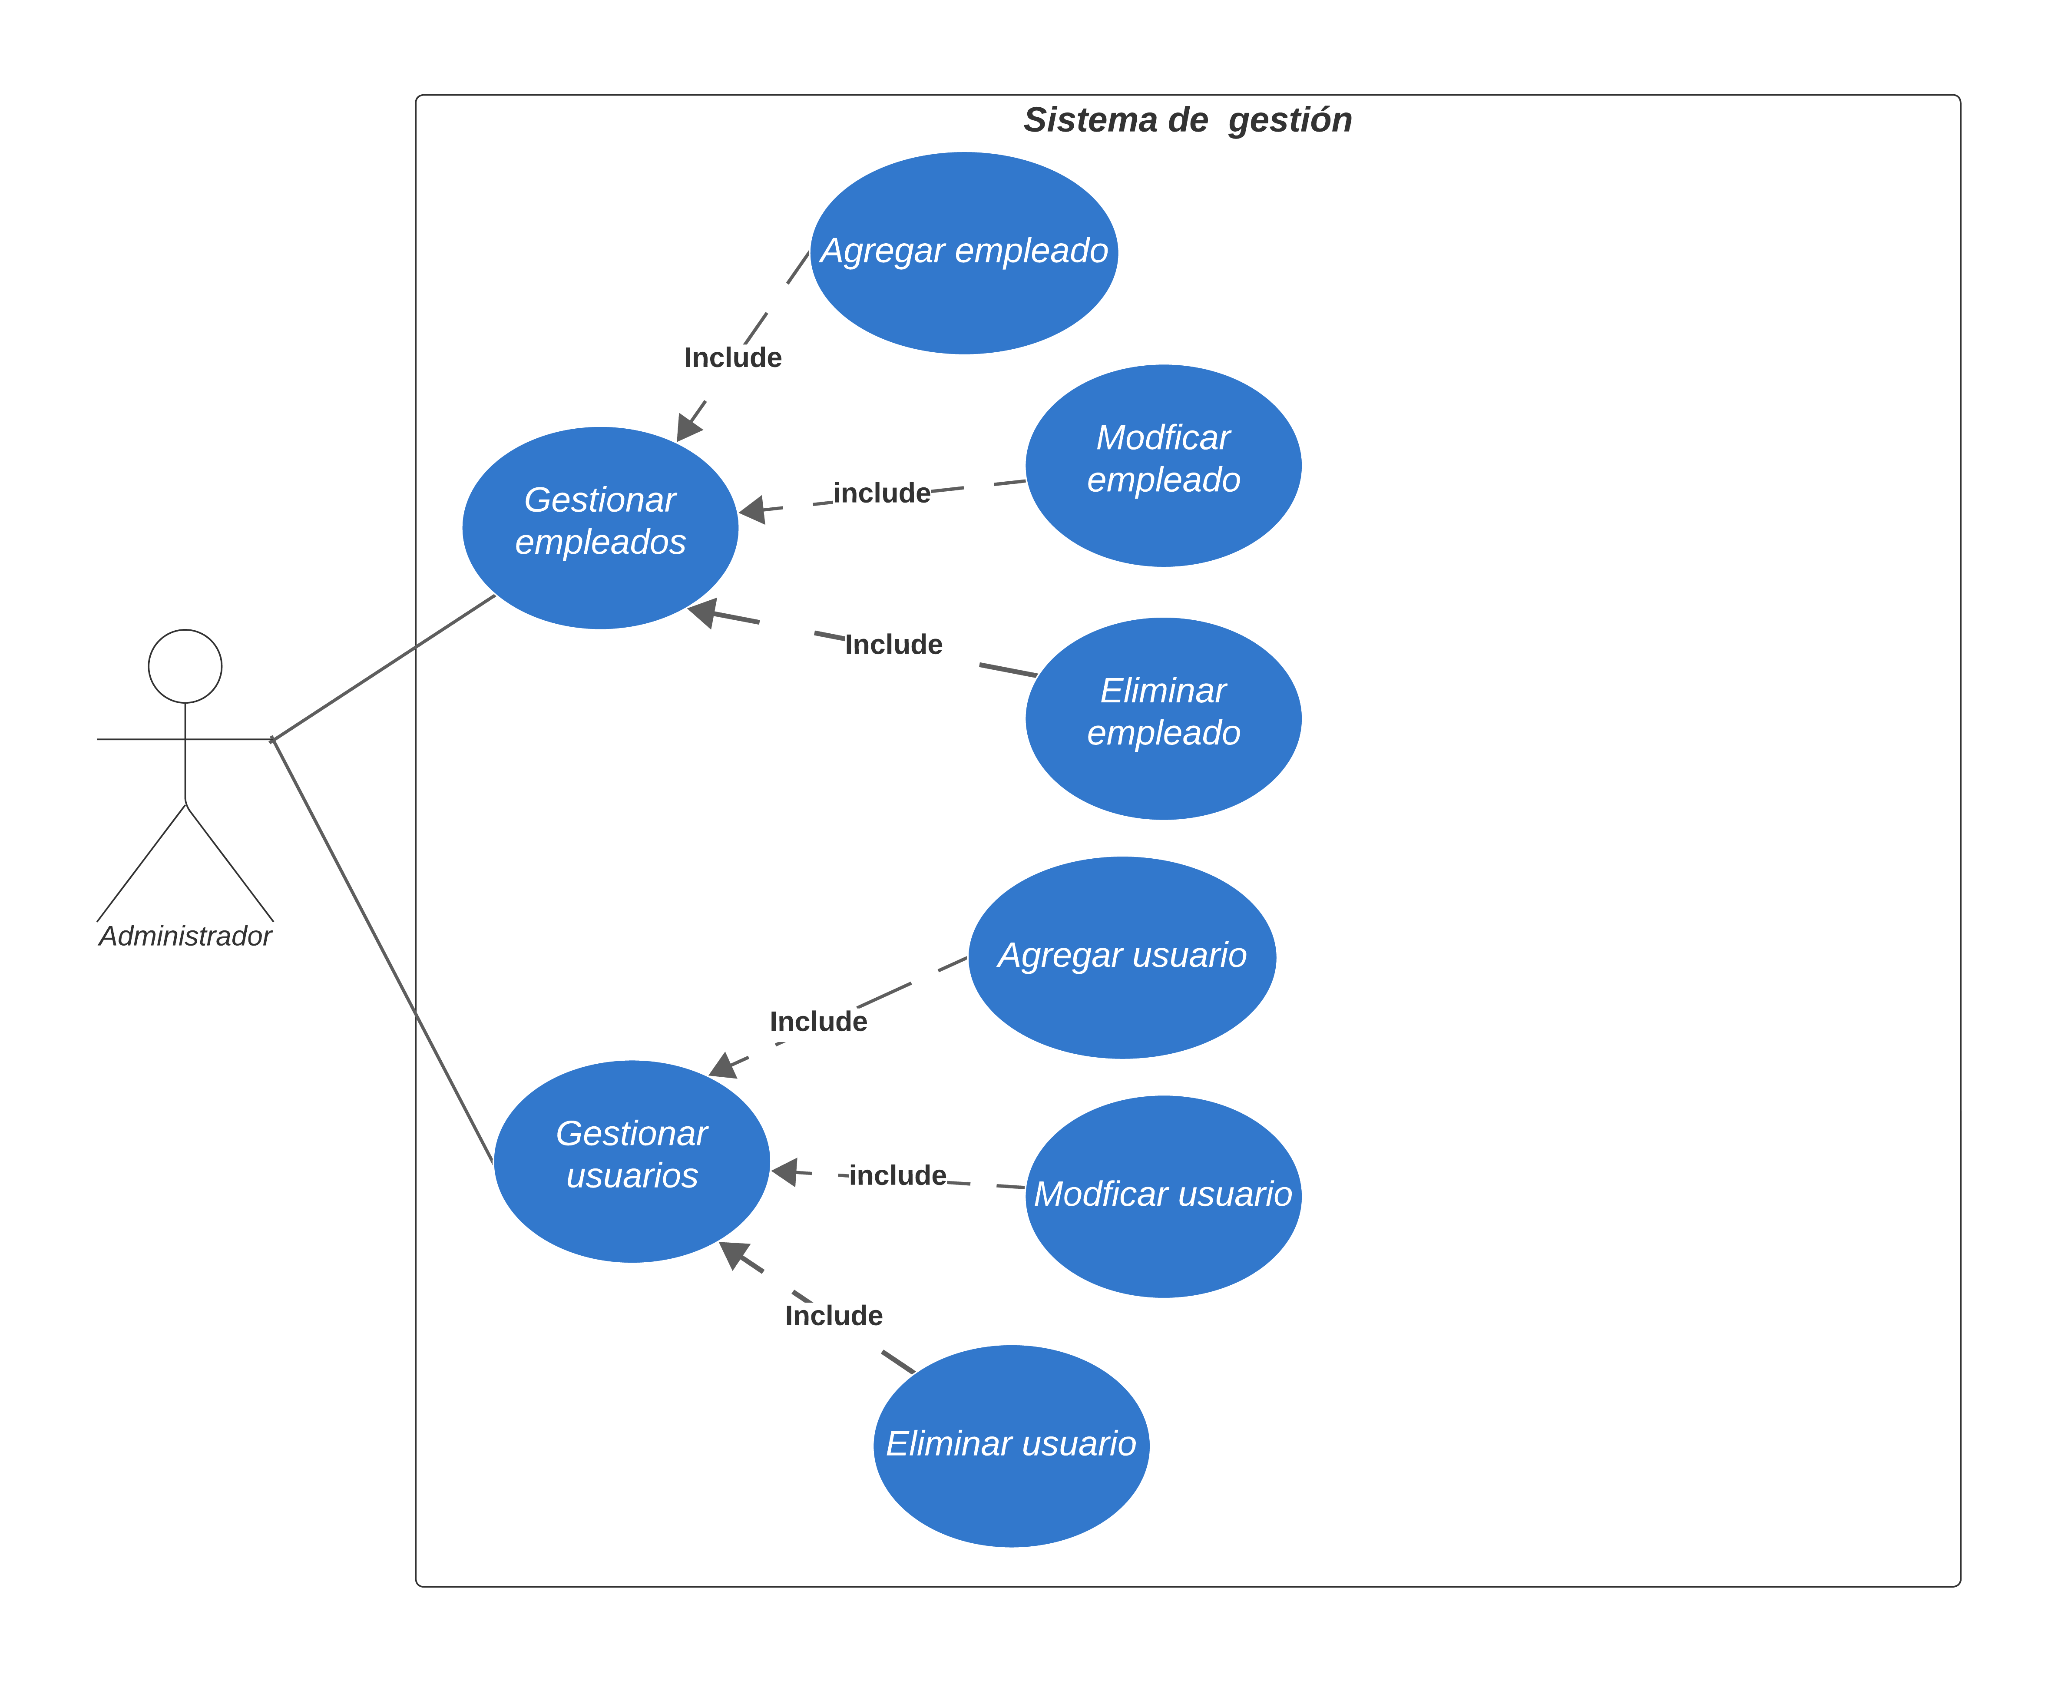 Sistema de  gestión
Agregar empleado
Include
Modficar
empleado
include
Gestionar
empleados
Include
Eliminar
empleado
Administrador
Agregar usuario
Include
Gestionar
usuarios
include
Modficar usuario
Include
Eliminar usuario